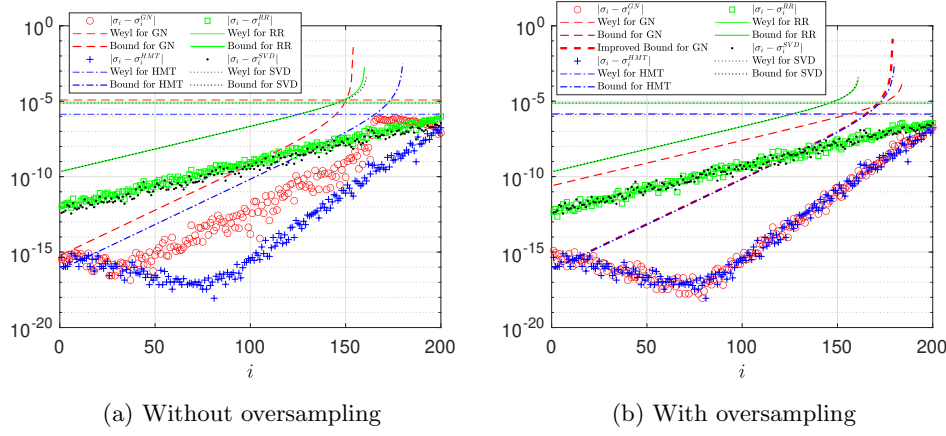 |σ_i − σ_i^{GN}|
Weyl for GN
Bound for GN
|σ_i − σ_i^{HMT}|
Weyl for HMT
Bound for HMT
|σ_i − σ_i^{RR}|
Weyl for RR
Bound for RR
|σ_i − σ_i^{SVD}|
Weyl for SVD
Bound for SVD
10^0
10^{-5}
10^{-10}
10^{-15}
10^{-20}
0 50 100 150 200
i
(a) Without oversampling
|σ_i − σ_i^{GN}|
Weyl for GN
Bound for GN
Improved Bound for GN
|σ_i − σ_i^{HMT}|
Weyl for HMT
Bound for HMT
|σ_i − σ_i^{RR}|
Weyl for RR
Bound for RR
|σ_i − σ_i^{SVD}|
Weyl for SVD
Bound for SVD
10^0
10^{-5}
10^{-10}
10^{-15}
10^{-20}
0 50 100 150 200
i
(b) With oversampling